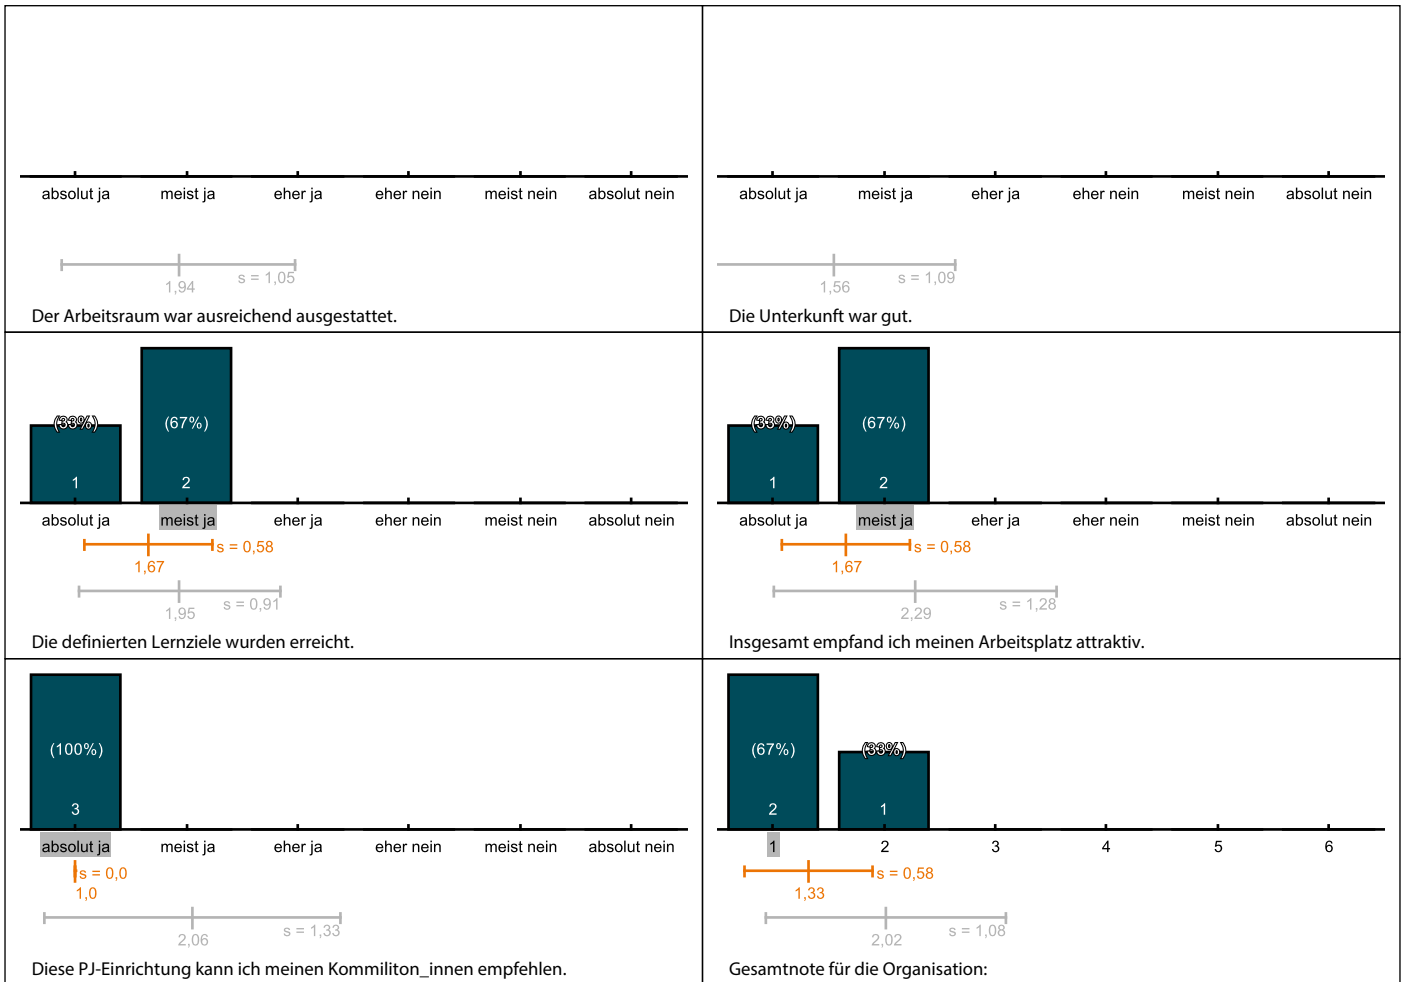 absolut ja meist ja eher ja eher nein meist nein absolut nein
s = 1,05
1,94
Der Arbeitsraum war ausreichend ausgestattet.
absolut ja meist ja eher ja eher nein meist nein absolut nein
s = 1,09
1,56
Die Unterkunft war gut.
(33%) (67%)
1 2
absolut ja meist ja eher ja eher nein meist nein absolut nein
s = 0,58
1,67
s = 0,91
1,95
Die definierten Lernziele wurden erreicht.
(33%) (67%)
1 2
absolut ja meist ja eher ja eher nein meist nein absolut nein
s = 0,58
1,67
s = 1,28
2,29
Insgesamt empfand ich meinen Arbeitsplatz attraktiv.
(100%)
3
absolut ja meist ja eher ja eher nein meist nein absolut nein
s = 0,0
1,0
s = 1,33
2,06
Diese PJ-Einrichtung kann ich meinen Kommiliton_innen empfehlen.
(67%) (33%)
2 1
1 2 3 4 5 6
s = 0,58
1,33
s = 1,08
2,02
Gesamtnote für die Organisation: